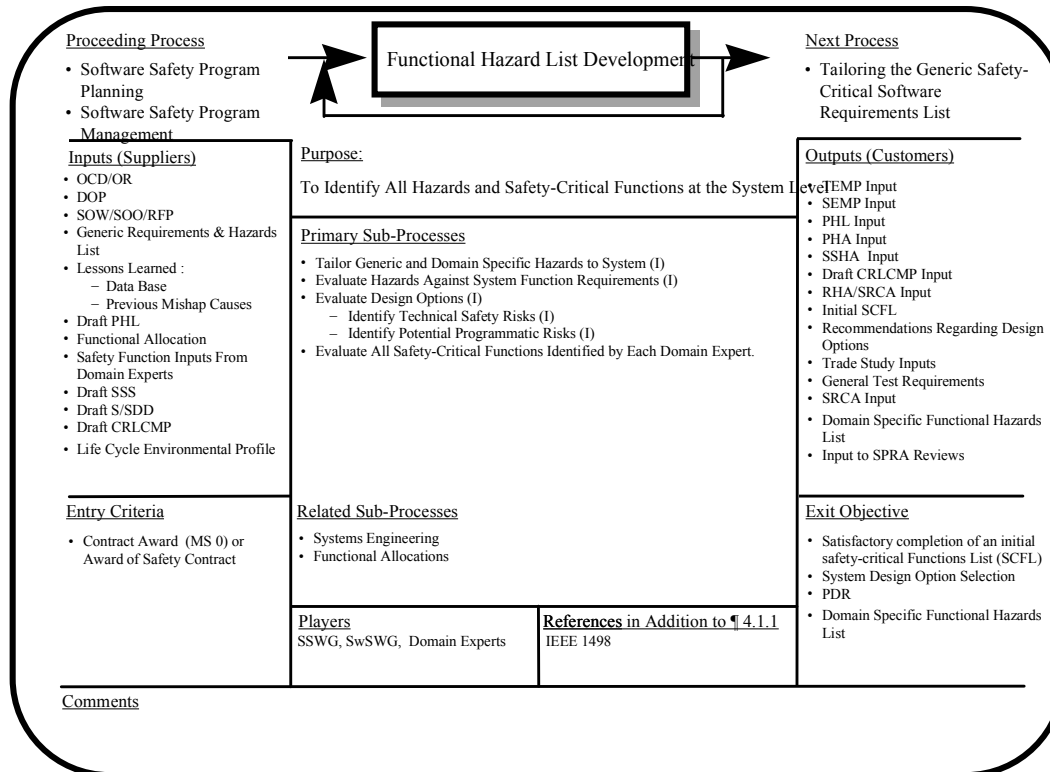 Proceeding Process
• Software Safety Program
Planning
• Software Safety Program
Management
Functional Hazard List Development
Next Process
• Tailoring the Generic Safety-
Critical Software
Requirements List
Inputs (Suppliers)
• OCD/OR
• DOP
• SOW/SOO/RFP
• Generic Requirements & Hazards
List
• Lessons Learned :
– Data Base
– Previous Mishap Causes
• Draft PHL
• Functional Allocation
• Safety Function Inputs From
Domain Experts
• Draft SSS
• Draft S/SDD
• Draft CRLCMP
• Life Cycle Environmental Profile
Purpose:
To Identify All Hazards and Safety-Critical Functions at the System Level
Primary Sub-Processes
• Tailor Generic and Domain Specific Hazards to System (I)
• Evaluate Hazards Against System Function Requirements (I)
• Evaluate Design Options (I)
– Identify Technical Safety Risks (I)
– Identify Potential Programmatic Risks (I)
• Evaluate All Safety-Critical Functions Identified by Each Domain Expert.
Outputs (Customers)
• TEMP Input
• SEMP Input
• PHL Input
• PHA Input
• SSHA Input
• Draft CRLCMP Input
• RHA/SRCA Input
• Initial SCFL
• Recommendations Regarding Design
Options
• Trade Study Inputs
• General Test Requirements
• SRCA Input
• Domain Specific Functional Hazards
List
• Input to SPRA Reviews
Entry Criteria
• Contract Award (MS 0) or
Award of Safety Contract
Related Sub-Processes
• Systems Engineering
• Functional Allocations
Exit Objective
• Satisfactory completion of an initial
safety-critical Functions List (SCFL)
• System Design Option Selection
• PDR
• Domain Specific Functional Hazards
List
Players
SSWG, SwSWG, Domain Experts
References in Addition to ¶ 4.1.1
IEEE 1498
Comments